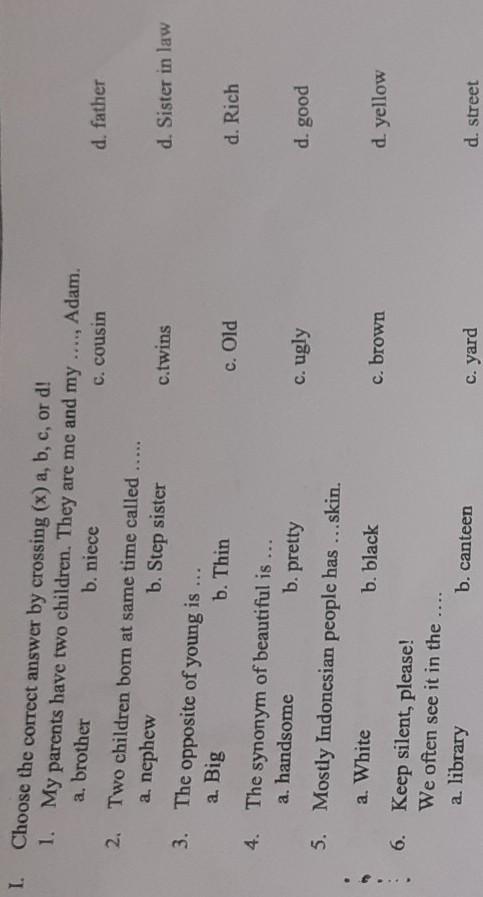 I. Choose the correct answer by crossing (x) a, b, c, or d!
1. My parents have two children. They are me and my ...., Adam.
a. brother b. niece c. cousin d. father
2. Two children born at same time called .....
a. nephew b. Step sister c.twins d. Sister in law
3. The opposite of young is ...
a. Big b. Thin c. Old d. Rich
4. The synonym of beautiful is ...
a. handsome b. pretty c. ugly d. good
5. Mostly Indonesian people has ...skin.
a. White b. black c. brown d. yellow
6. Keep silent, please!
We often see it in the ....
a. library b. canteen c. yard d. street